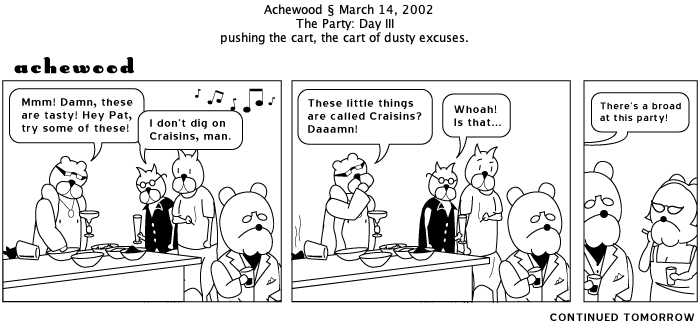 Achewood § March 14, 2002
The Party: Day III
pushing the cart, the cart of dusty excuses.
achewood
Mmm! Damn, these
are tasty! Hey Pat,
try some of these!
I don't dig on
Craisins, man.
These little things
are called Craisins?
Daaamn!
Whoah!
Is that...
There's a broad
at this party!
CONTINUED TOMORROW